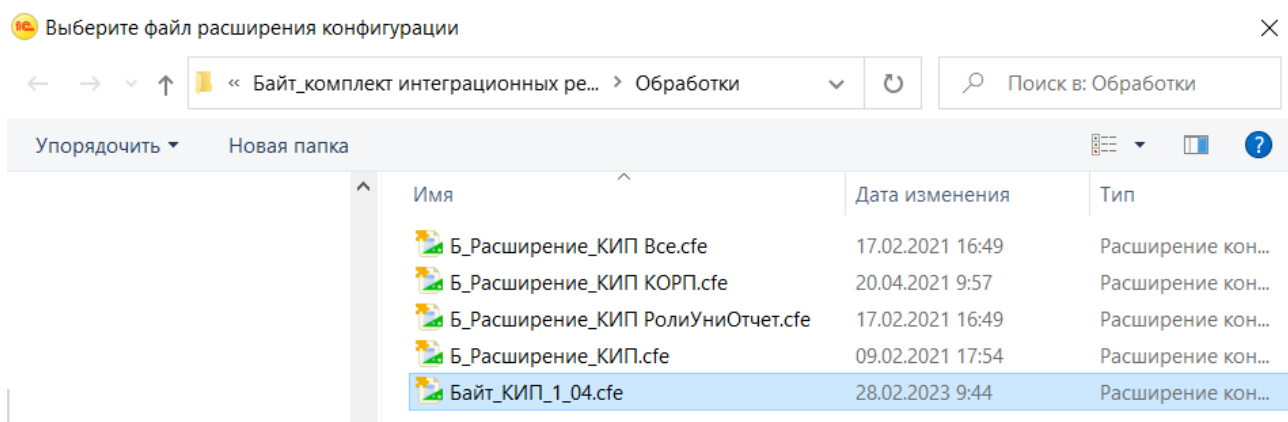 1С Выберите файл расширения конфигурации
« Байт_комплект интеграционных ре... > Обработки Поиск в: Обработки
Упорядочить Новая папка ?
Имя Дата изменения Тип
Б_Расширение_КИП Все.cfe 17.02.2021 16:49 Расширение кон...
Б_Расширение_КИП КОРП.cfe 20.04.2021 9:57 Расширение кон...
Б_Расширение_КИП РолиУниОтчет.cfe 17.02.2021 16:49 Расширение кон...
Б_Расширение_КИП.cfe 09.02.2021 17:54 Расширение кон...
Байт_КИП_1_04.cfe 28.02.2023 9:44 Расширение кон...